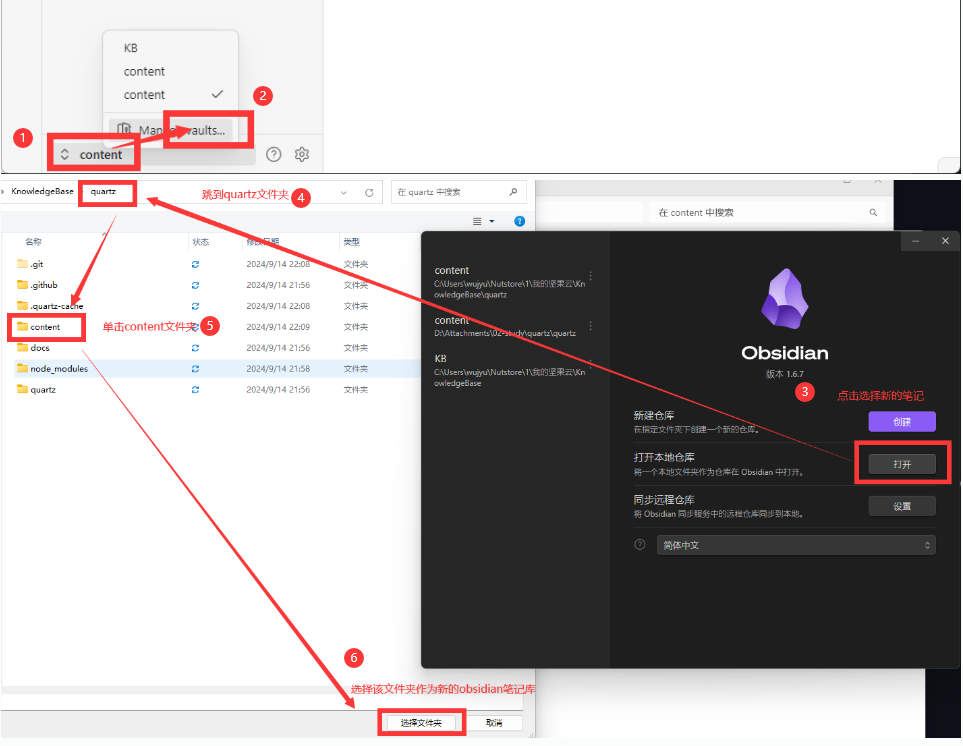 KB
content
content
2
Mana
vaults...
1
content
KnowledgeBase
quartz
跳到quartz文件夹
4
在 quartz 中搜索
在 content 中搜索
名称
状态
修改日期
类型
.git
2024/9/14 22:08
文件夹
.github
2024/9/14 21:56
文件夹
.quartz-cache
2024/9/14 22:08
文件夹
content
单击content文件夹
5
2024/9/14 22:09
文件夹
docs
2024/9/14 21:56
文件夹
node_modules
2024/9/14 21:58
文件夹
quartz
2024/9/14 21:56
文件夹
content
C:\Users\wujyu\Nutstore\1\我的坚果云\Kn
owledgeBase\quartz
content
D:\Attachments\02-study\quartz\quartz
KB
C:\Users\wujyu\Nutstore\1\我的坚果云\Kn
owledgeBase
Obsidian
版本 1.6.7
3
点击选择新的笔记
新建仓库
在指定文件夹下创建一个新的仓库。
创建
打开本地仓库
将一个本地文件夹作为仓库在 Obsidian 中打开。
打开
同步远程仓库
将 Obsidian 同步服务中的远程仓库同步到本地。
设置
简体中文
6
选择该文件夹作为新的obsidian笔记库
选择文件夹
取消